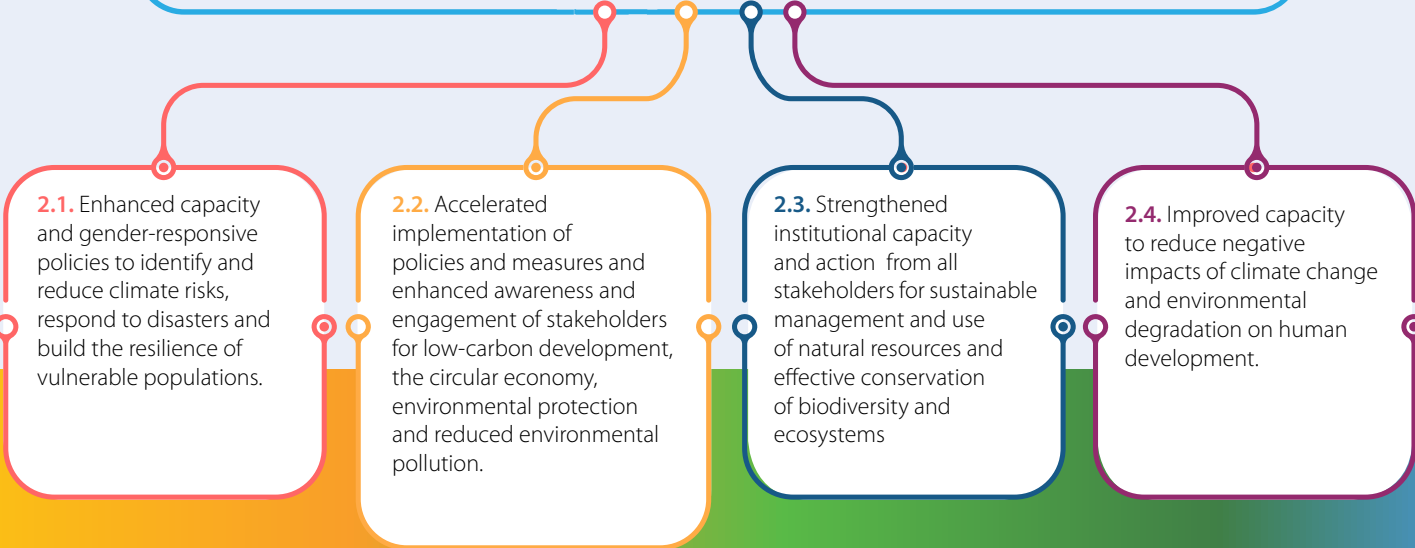 2.1. Enhanced capacity
and gender-responsive
policies to identify and
reduce climate risks,
respond to disasters and
build the resilience of
vulnerable populations.
2.2. Accelerated
implementation of
policies and measures and
enhanced awareness and
engagement of stakeholders
for low-carbon development,
the circular economy,
environmental protection
and reduced environmental
pollution.
2.3. Strengthened
institutional capacity
and action from all
stakeholders for sustainable
management and use
of natural resources and
effective conservation
of biodiversity and
ecosystems
2.4. Improved capacity
to reduce negative
impacts of climate change
and environmental
degradation on human
development.